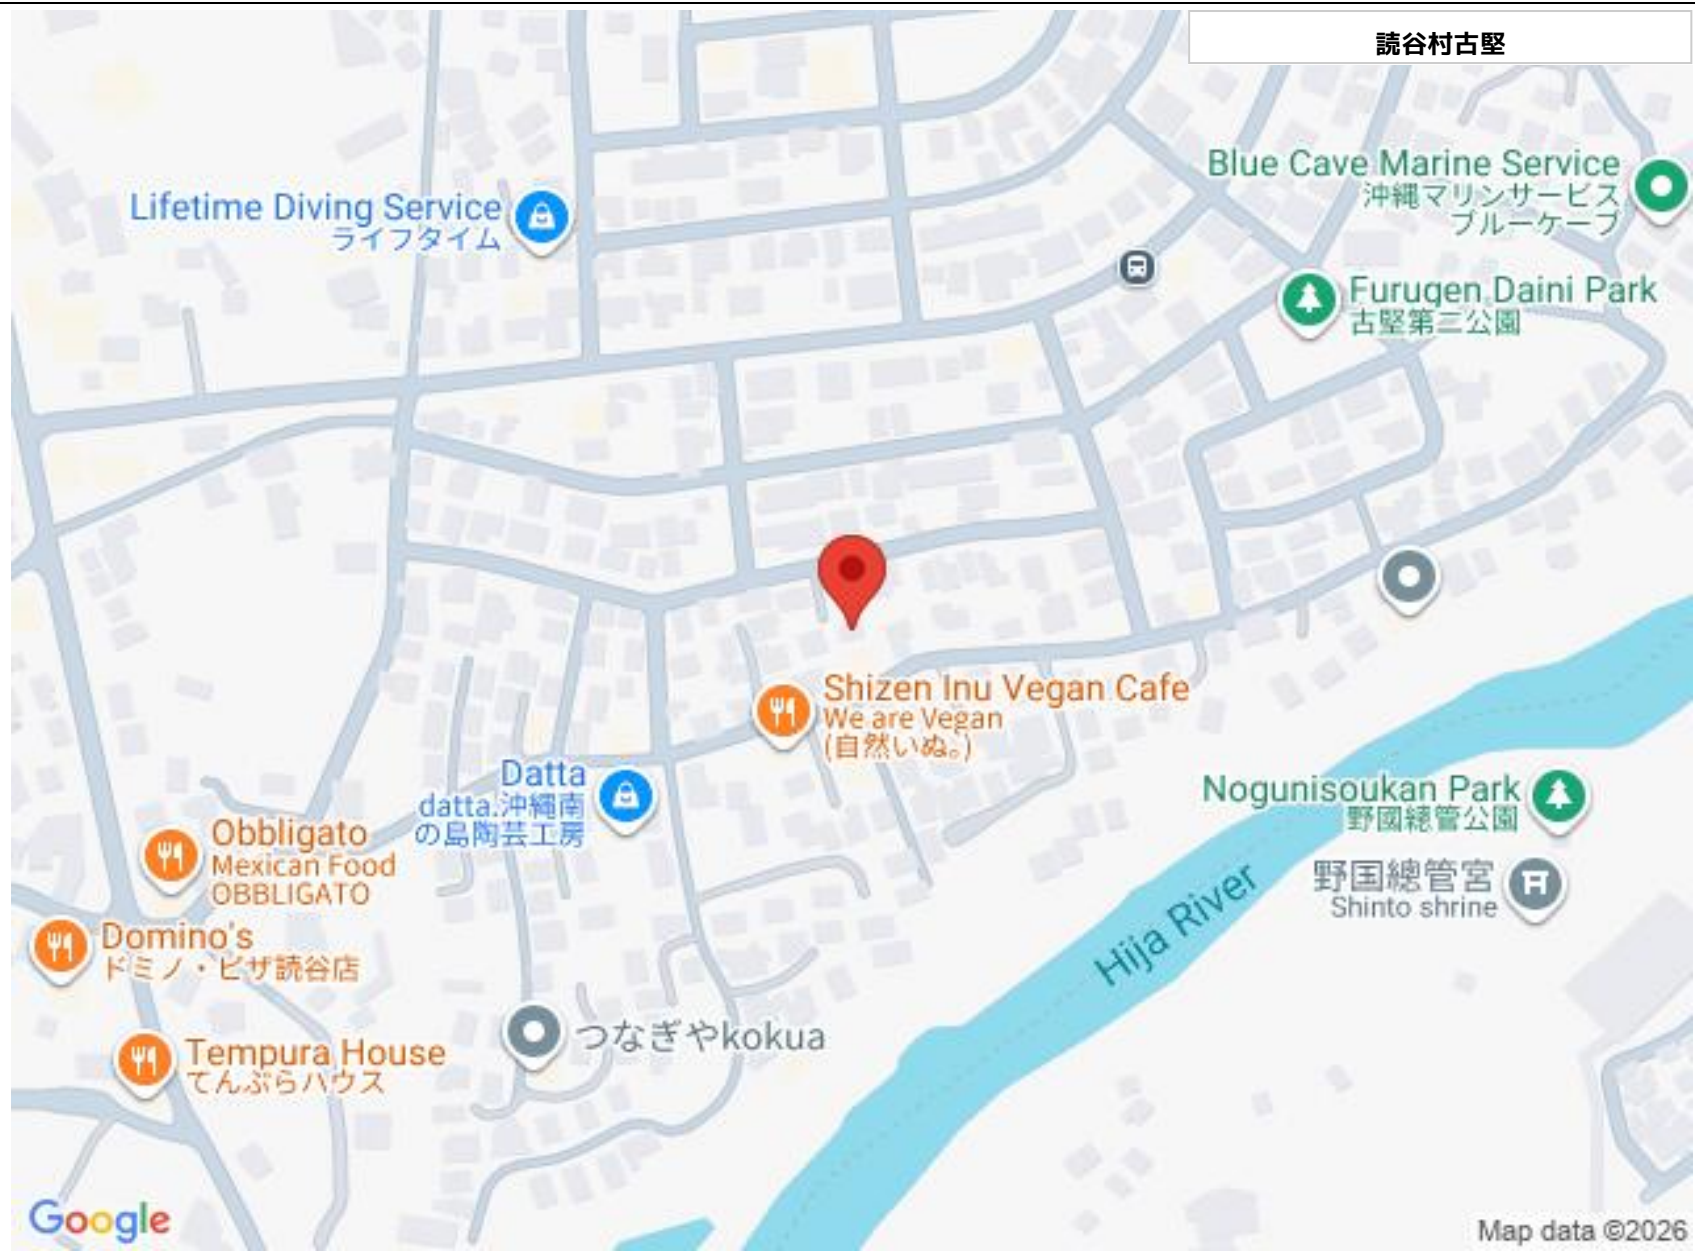 読谷村古堅
Blue Cave Marine Service
沖縄マリンサービス
ブルーケーブ
Lifetime Diving Service
ライフタイム
Furugen Daini Park
古堅第二公園
Shizen Inu Vegan Cafe
We are Vegan
(自然いぬ。)
Datta
datta.沖縄南
の島陶芸工房
Nogunisoukan Park
野國總管公園
Obbligato
Mexican Food
OBBLIGATO
野国總管宮
Shinto shrine
Domino's
ドミノ・ピザ読谷店
Hija River
つなぎやkokua
Tempura House
てんぷらハウス
Google
Map data ©2026